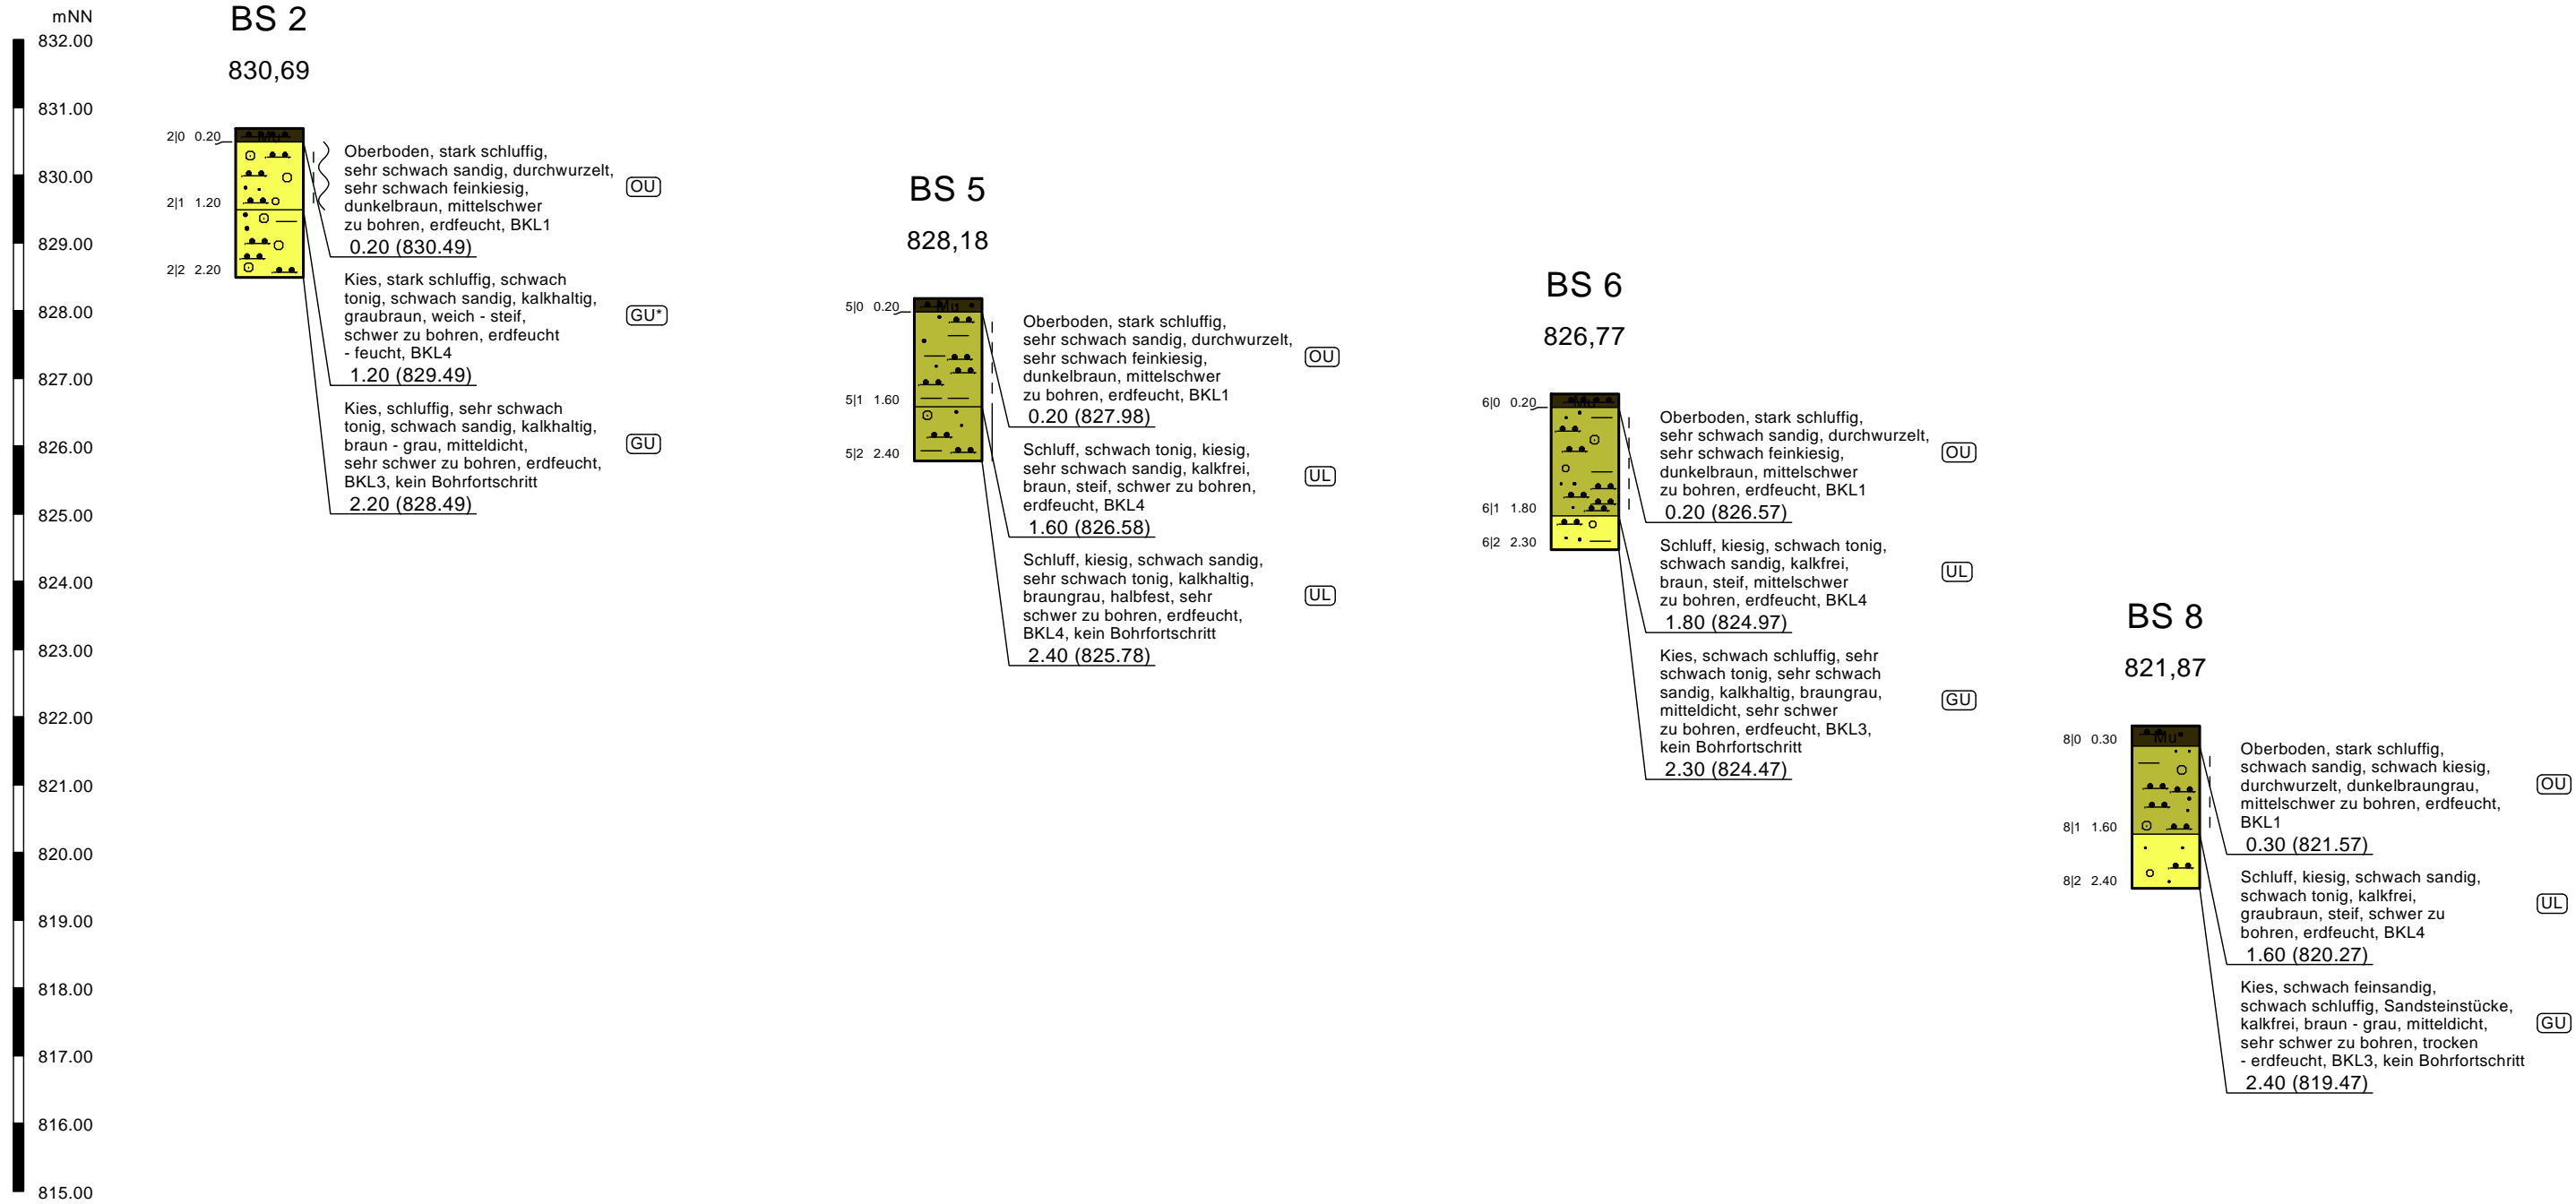 mNN
832.00
831.00
830.00
829.00
828.00
827.00
826.00
825.00
824.00
823.00
822.00
821.00
820.00
819.00
818.00
817.00
816.00
815.00
BS 2
830,69
2|0 0.20
Mu
2|1 1.20
2|2 2.20
Oberboden, stark schluffig,
sehr schwach sandig, durchwurzelt,
sehr schwach feinkiesig,
dunkelbraun, mittelschwer
zu bohren, erdfeucht, BKL1
OU
0.20 (830.49)
Kies, stark schluffig, schwach
tonig, schwach sandig, kalkhaltig,
graubraun, weich - steif,
schwer zu bohren, erdfeucht
- feucht, BKL4
GU*
1.20 (829.49)
Kies, schluffig, sehr schwach
tonig, schwach sandig, kalkhaltig,
braun - grau, mitteldicht,
sehr schwer zu bohren, erdfeucht,
BKL3, kein Bohrfortschritt
GU
2.20 (828.49)
BS 5
828,18
5|0 0.20
Mu
5|1 1.60
5|2 2.40
Oberboden, stark schluffig,
sehr schwach sandig, durchwurzelt,
sehr schwach feinkiesig,
dunkelbraun, mittelschwer
zu bohren, erdfeucht, BKL1
OU
0.20 (827.98)
Schluff, schwach tonig, kiesig,
sehr schwach sandig, kalkfrei,
braun, steif, schwer zu bohren,
erdfeucht, BKL4
UL
1.60 (826.58)
Schluff, kiesig, schwach sandig,
sehr schwach tonig, kalkhaltig,
braungrau, halbfest, sehr
schwer zu bohren, erdfeucht,
BKL4, kein Bohrfortschritt
UL
2.40 (825.78)
BS 6
826,77
6|0 0.20
Mu
6|1 1.80
6|2 2.30
Oberboden, stark schluffig,
sehr schwach sandig, durchwurzelt,
sehr schwach feinkiesig,
dunkelbraun, mittelschwer
zu bohren, erdfeucht, BKL1
OU
0.20 (826.57)
Schluff, kiesig, schwach tonig,
schwach sandig, kalkfrei,
braun, steif, mittelschwer
zu bohren, erdfeucht, BKL4
UL
1.80 (824.97)
Kies, schwach schluffig, sehr
schwach tonig, sehr schwach
sandig, kalkhaltig, braungrau,
mitteldicht, sehr schwer
zu bohren, erdfeucht, BKL3,
kein Bohrfortschritt
GU
2.30 (824.47)
BS 8
821,87
8|0 0.30
Mu
8|1 1.60
8|2 2.40
Oberboden, stark schluffig,
schwach sandig, schwach kiesig,
durchwurzelt, dunkelbraungrau,
mittelschwer zu bohren, erdfeucht,
BKL1
OU
0.30 (821.57)
Schluff, kiesig, schwach sandig,
schwach tonig, kalkfrei,
graubraun, steif, schwer zu
bohren, erdfeucht, BKL4
UL
1.60 (820.27)
Kies, schwach feinsandig,
schwach schluffig, Sandsteinstücke,
kalkfrei, braun - grau, mitteldicht,
sehr schwer zu bohren, trocken
- erdfeucht, BKL3, kein Bohrfortschritt
GU
2.40 (819.47)